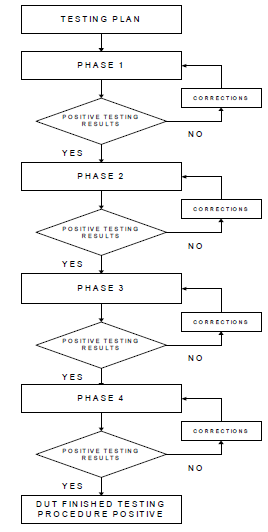 TESTING PLAN
PHASE 1
CORRECTIONS
POSITIVE TESTING
RESULTS
NO
YES
PHASE 2
CORRECTIONS
POSITIVE TESTING
RESULTS
NO
YES
PHASE 3
CORRECTIONS
POSITIVE TESTING
RESULTS
NO
YES
PHASE 4
CORRECTIONS
POSITIVE TESTING
RESULTS
NO
YES
DUT FINISHED TESTING
PROCEDURE POSITIVE